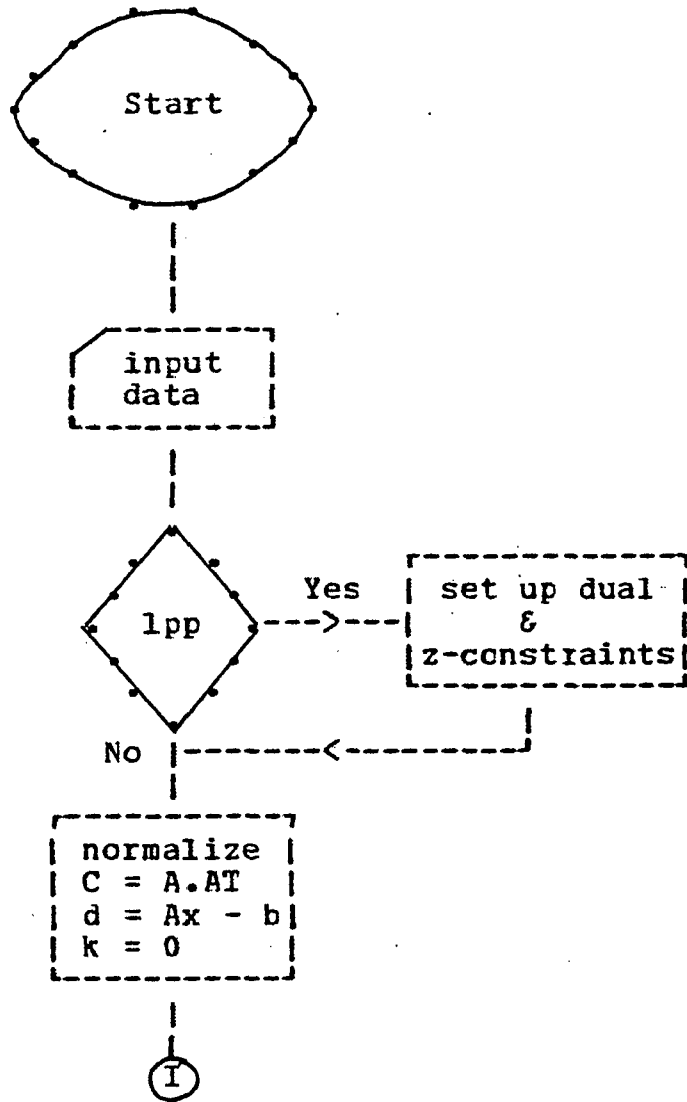 Start
input
data
lpp
Yes
set up dual
&
z-constraints
No
normalize
C = A.AT
d = Ax - b
k = 0
I